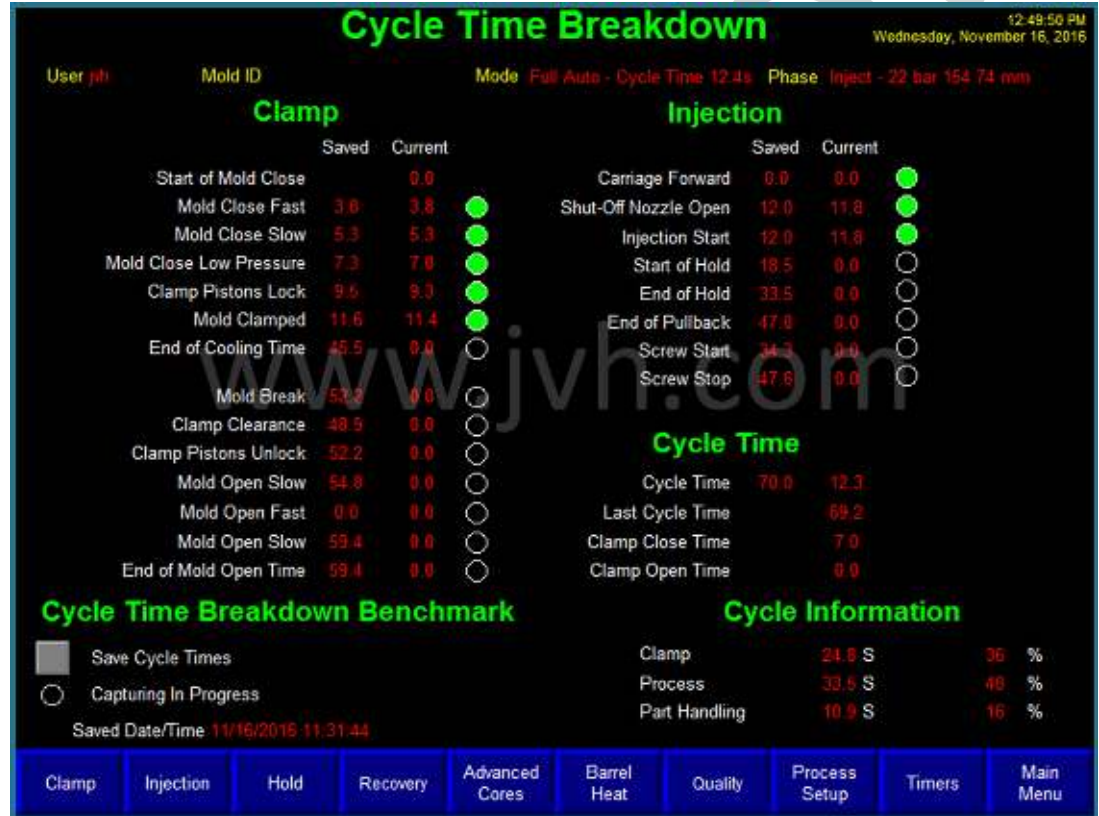 Cycle Time Breakdown
12:49:50 PM
Wednesday, November 16, 2016
User jvh Mold ID Mode Full Auto - Cycle Time 12.4s Phase Inject - 22 bar 154.74 mm
Clamp
Saved Current
Start of Mold Close 0.0
Mold Close Fast 3.8
Mold Close Slow 5.3 5.3
Mold Close Low Pressure 7.3 7.0
Clamp Pistons Lock 9.5 9.3
Mold Clamped 11.6 11.4
End of Cooling Time 45.5 0.0
Mold Break 0.0
Clamp Clearance 48.9 0.0
Clamp Pistons Unlock 52.2 0.0
Mold Open Slow 54.8 0.0
Mold Open Fast 0.0 0.0
Mold Open Slow 59.4 0.0
End of Mold Open Time 59.4 0.0
Injection
Saved Current
Carriage Forward 0.0 0.0
Shut-Off Nozzle Open 12.0 11.8
Injection Start 12.0 11.8
Start of Hold 18.5 0.0
End of Hold 33.5 0.0
End of Pullback 47.8 0.0
Screw Start 34.3 0.0
Screw Stop 47.6 0.0
www.jvh.com
Cycle Time
Cycle Time 70.0 12.3
Last Cycle Time 69.2
Clamp Close Time 7.0
Clamp Open Time 0.0
Cycle Time Breakdown Benchmark
Save Cycle Times
Capturing In Progress
Saved Date/Time 11/16/2016 11:31:44
Cycle Information
Clamp 24.8 S 36 %
Process 33.5 S 48 %
Part Handling 10.9 S 16 %
Clamp Injection Hold Recovery Advanced Cores Barrel Heat Quality Process Setup Timers Main Menu